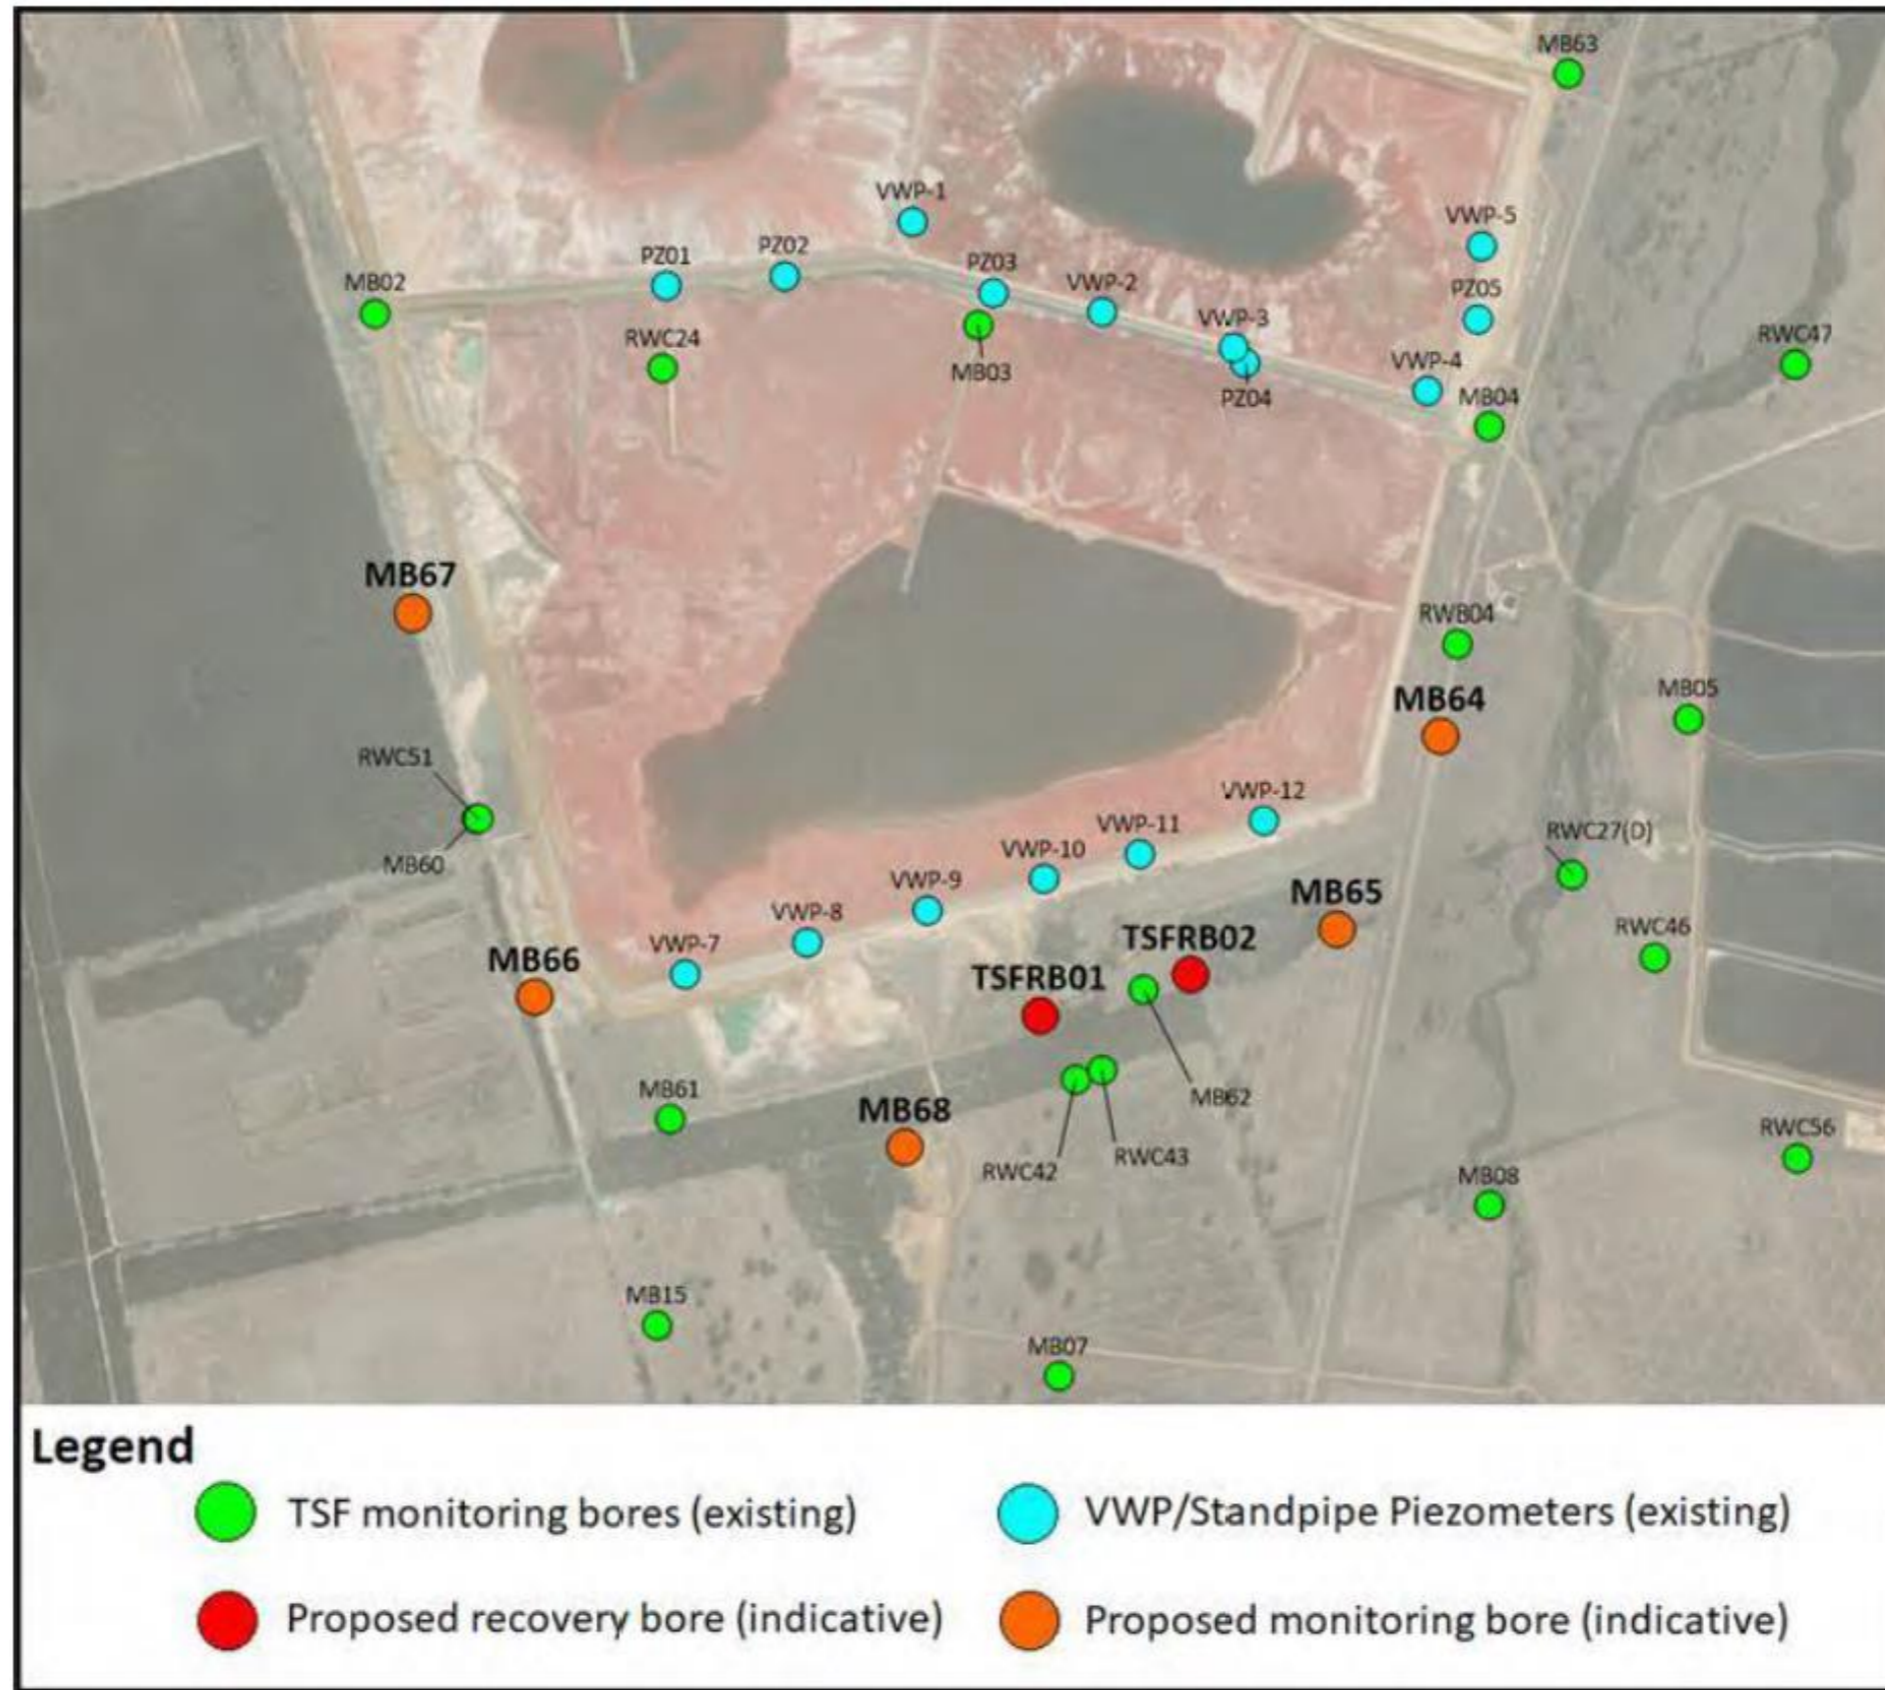 MB63
VWP-1
VWP-5
PZ02
PZ01
PZ03
MB02
VWP-2
PZ05
VWP-3
RWC24
RWC47
MB03
VWP-4
PZ04
MB04
MB67
RWB04
MB05
MB64
RWC51
VWP-12
VWP-11
RWC27(D)
VWP-10
MB60
VWP-9
MB65
VWP-8
RWC46
TSFRB02
VWP-7
MB66
TSFRB01
MB61
MB62
MB68
RWC56
RWC43
RWC42
MB08
MB15
MB07
Legend
TSF monitoring bores (existing)
VWP/Standpipe Piezometers (existing)
Proposed recovery bore (indicative)
Proposed monitoring bore (indicative)